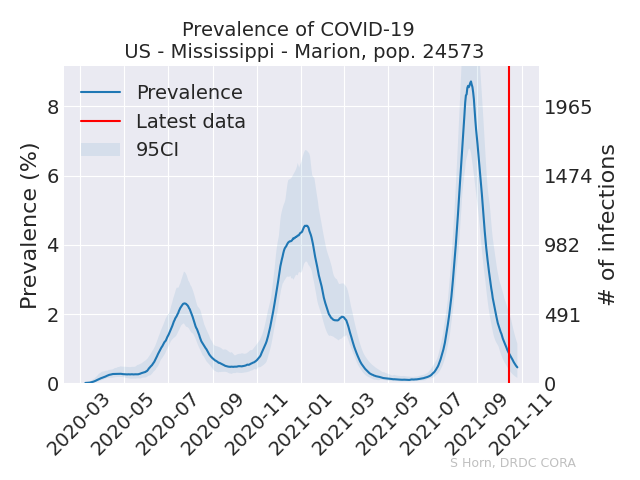 Prevalence of COVID-19
US - Mississippi - Marion, pop. 24573
Prevalence
Latest data
95CI
Prevalence (%)
8
6
4
2
0
1965
1474
982
491
0
# of infections
2020-03
2020-05
2020-07
2020-09
2020-11
2021-01
2021-03
2021-05
2021-07
2021-09
2021-11
S Horn, DRDC CORA